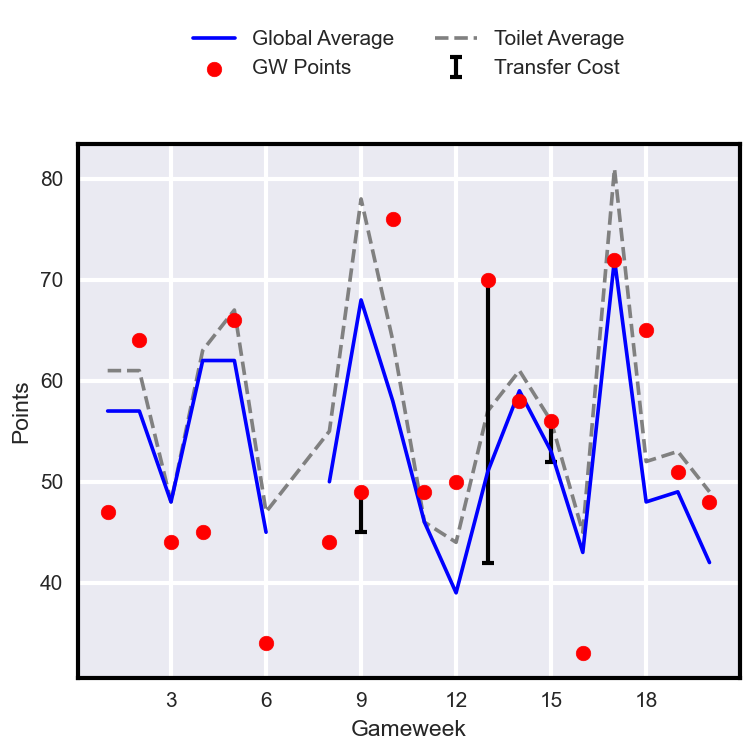 Global Average
Toilet Average
GW Points
Transfer Cost
80
70
60
50
40
Points
3
6
9
12
15
18
Gameweek